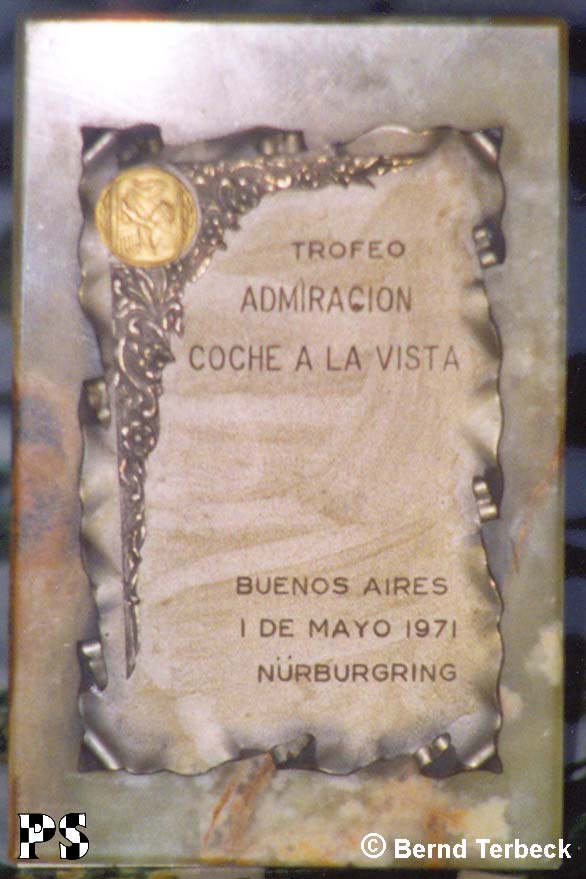 TROFEO
ADMIRACION
COCHE A LA VISTA
BUENOS AIRES
1 DE MAYO 1971
NÜRBURGRING
PS
© Bernd Terbeck